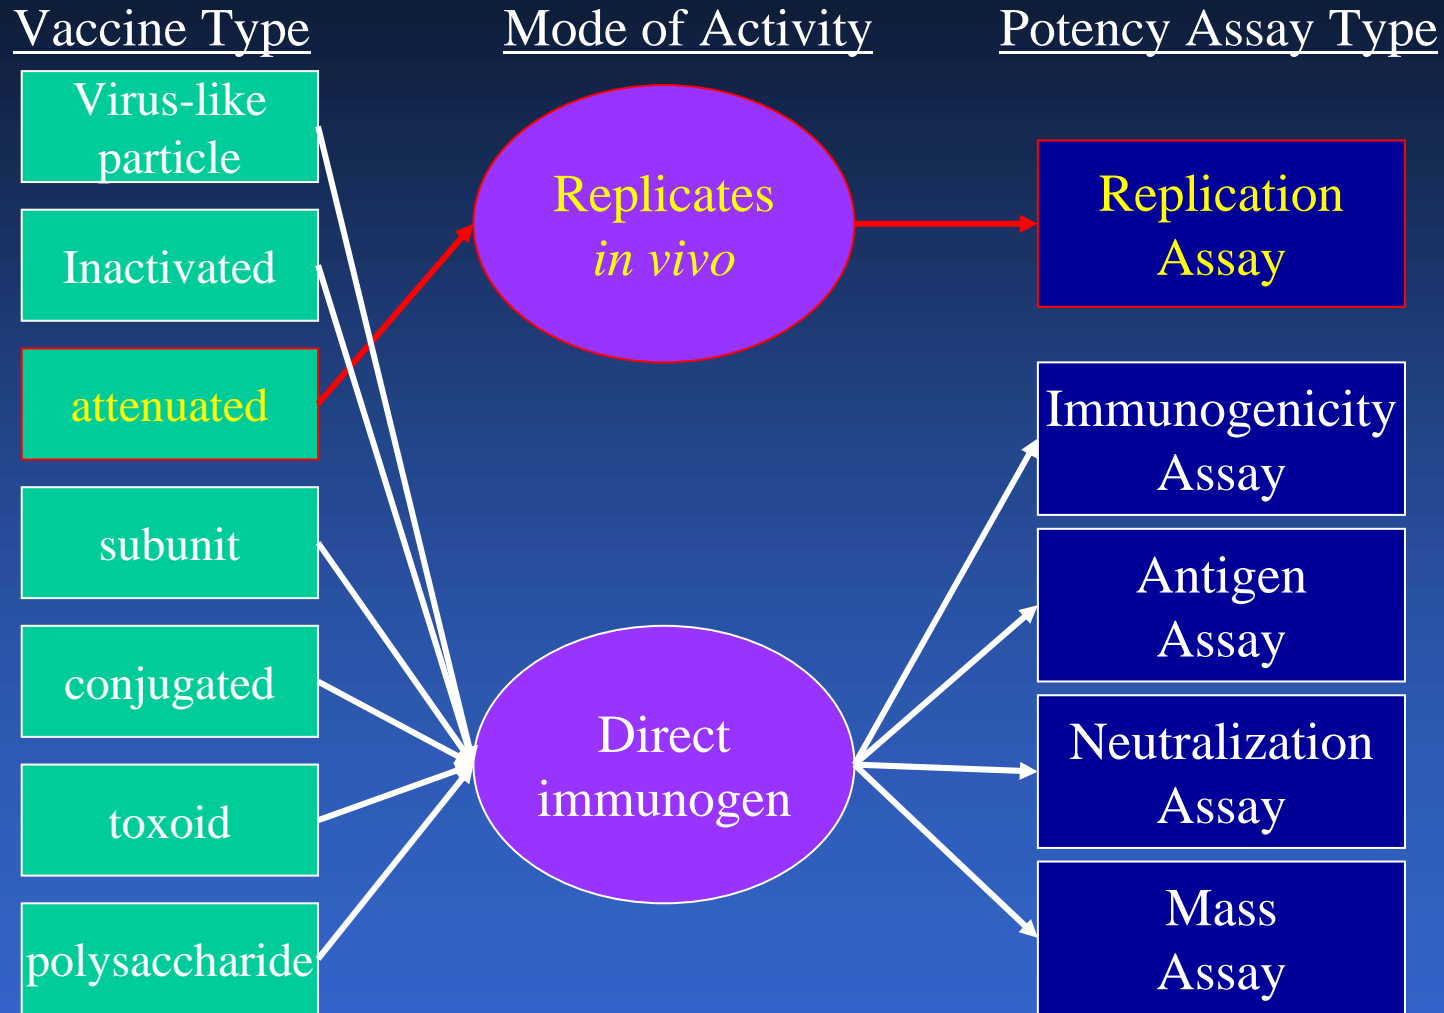 Vaccine Type
Mode of Activity
Potency Assay Type
Virus-like
particle
Inactivated
attenuated
subunit
conjugated
toxoid
polysaccharide
Replicates
in vivo
Direct
immunogen
Replication
Assay
Immunogenicity
Assay
Antigen
Assay
Neutralization
Assay
Mass
Assay